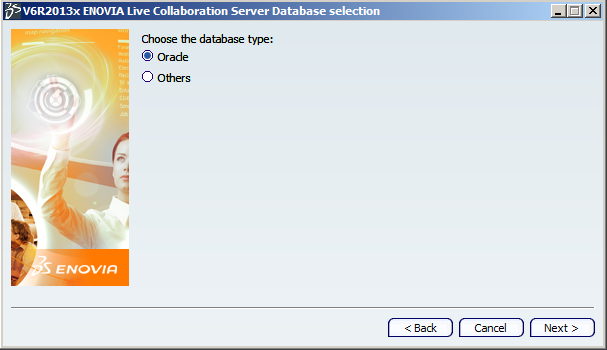 V6R2013x ENOVIA Live Collaboration Server Database selection
Choose the database type:
Oracle
Others
ENOVIA
< Back
Cancel
Next >